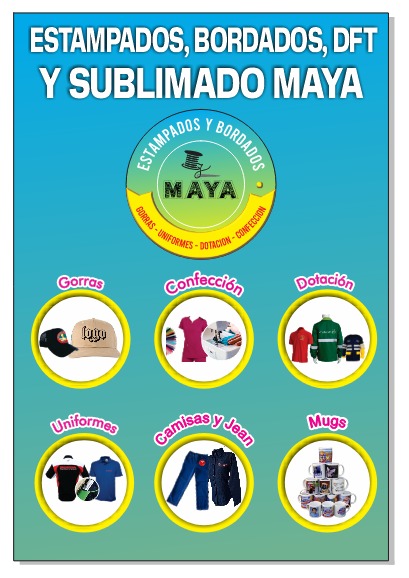 ESTAMPADOS, BORDADOS, DFT
Y SUBLIMADO MAYA
ESTAMPADOS Y BORDADOS
MAYA
GORRAS - UNIFORMES - DOTACION - CONFECCION
Gorras
Confección
Dotación
logo
Uniformes
Camisas y Jean
Mugs